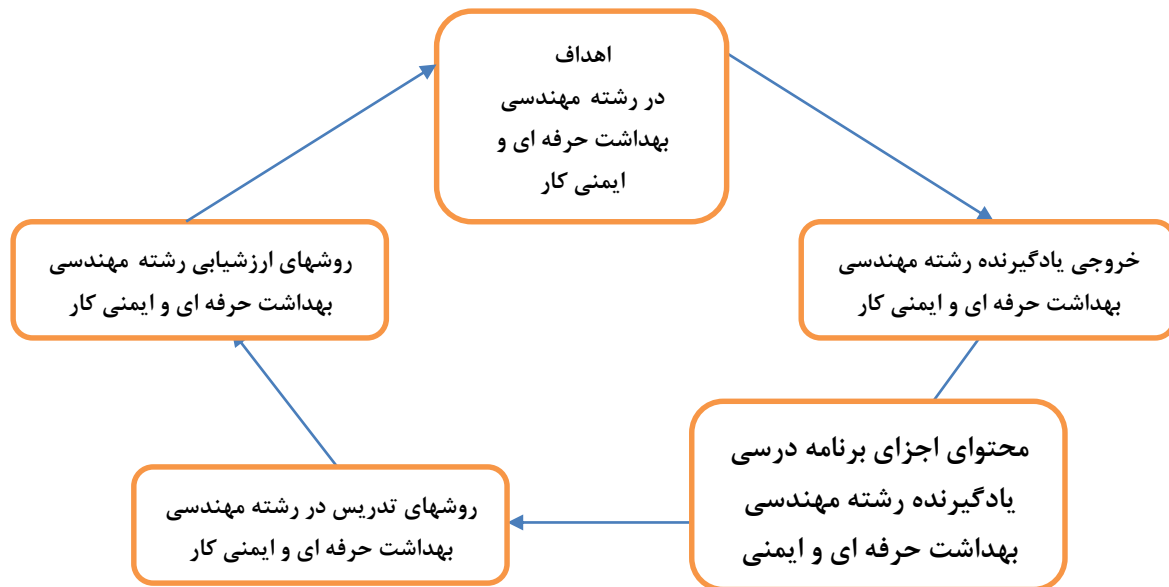 اهداف
در رشته مهندسی
بهداشت حرفه ای و
ایمنی کار
خروجی یادگیرنده رشته مهندسی
بهداشت حرفه ای و ایمنی کار
محتوای اجزای برنامه درسی
یادگیرنده رشته مهندسی
بهداشت حرفه ای و ایمنی
روشهای تدریس در رشته مهندسی
بهداشت حرفه ای و ایمنی کار
روشهای ارزشیابی رشته مهندسی
بهداشت حرفه ای و ایمنی کار